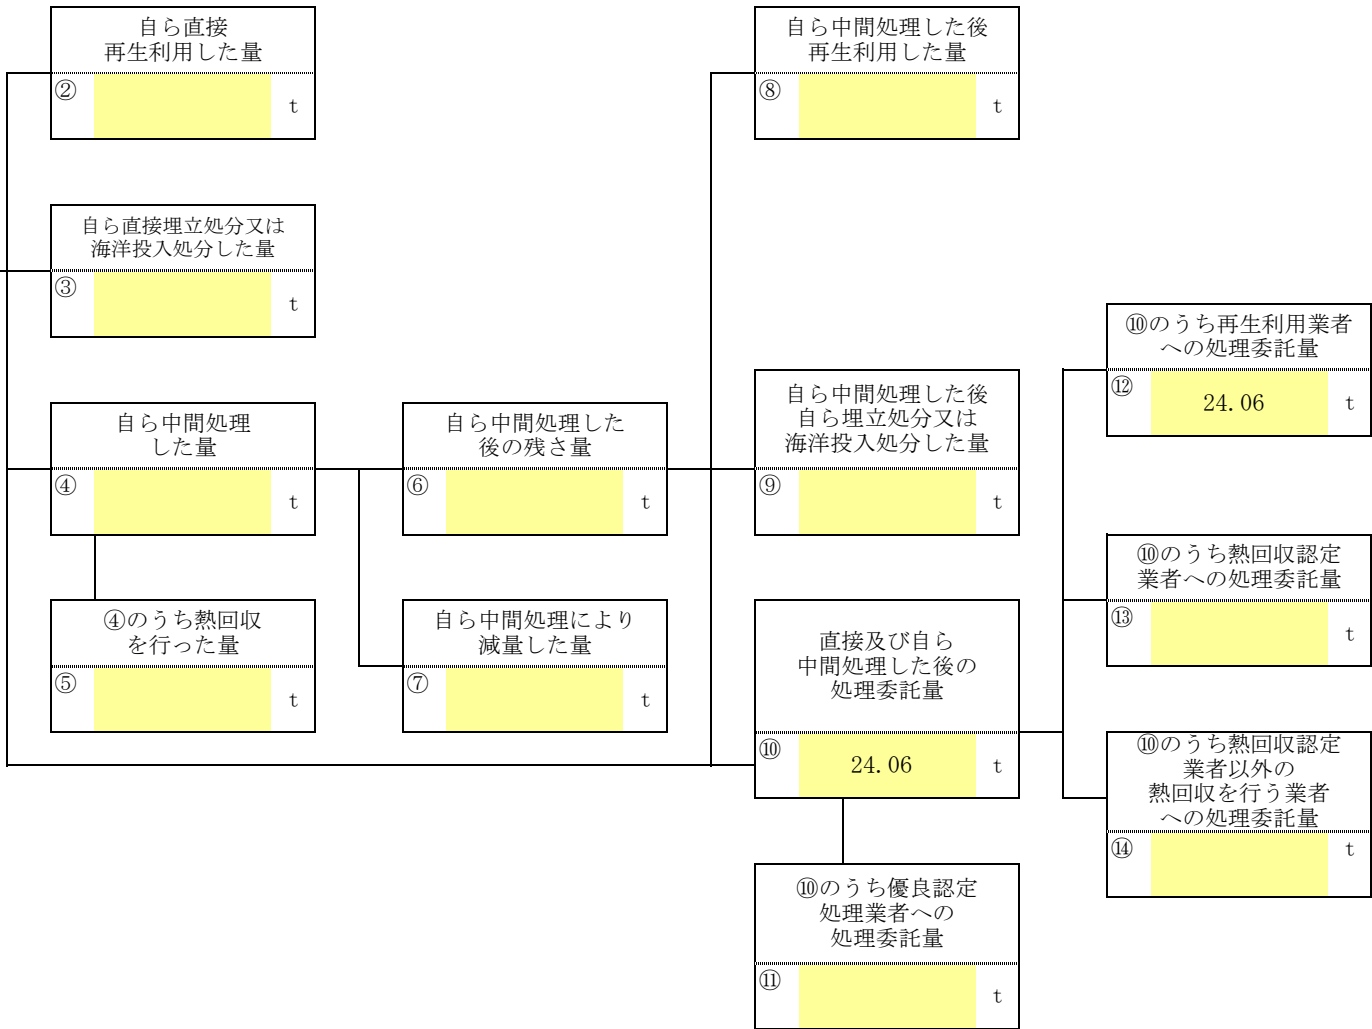 自ら直接
再生利用した量
②
t
自ら中間処理した後
再生利用した量
⑧
t
自ら直接埋立処分又は
海洋投入処分した量
③
t
⑩のうち再生利用業者
への処理委託量
⑫
24.06
t
自ら中間処理
した量
④
t
自ら中間処理した
後の残さ量
⑥
t
自ら中間処理した後
自ら埋立処分又は
海洋投入処分した量
⑨
t
⑩のうち熱回収認定
業者への処理委託量
⑬
t
④のうち熱回収
を行った量
⑤
t
自ら中間処理により
減量した量
⑦
t
直接及び自ら
中間処理した後の
処理委託量
⑩
24.06
t
⑩のうち熱回収認定
業者以外の
熱回収を行う業者
への処理委託量
⑭
t
⑩のうち優良認定
処理業者への
処理委託量
⑪
t